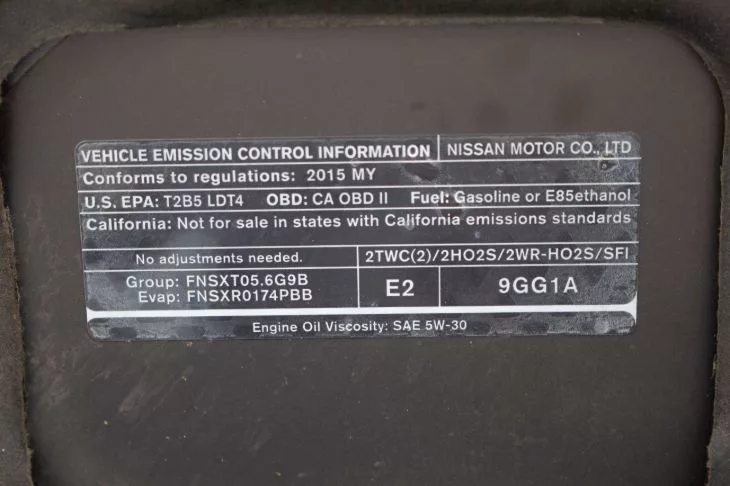 VEHICLE EMISSION CONTROL INFORMATION NISSAN MOTOR CO., LTD
Conforms to regulations: 2015 MY
U.S. EPA: T2B5 LDT4 OBD: CA OBD II Fuel: Gasoline or E85ethanol
California: Not for sale in states with California emissions standards
No adjustments needed. 2TWC(2)/2HO2S/2WR-HO2S/SFI
Group: FNSXT05.6G9B
Evap: FNSXR0174PBB
E2 9GG1A
Engine Oil Viscosity: SAE 5W-30